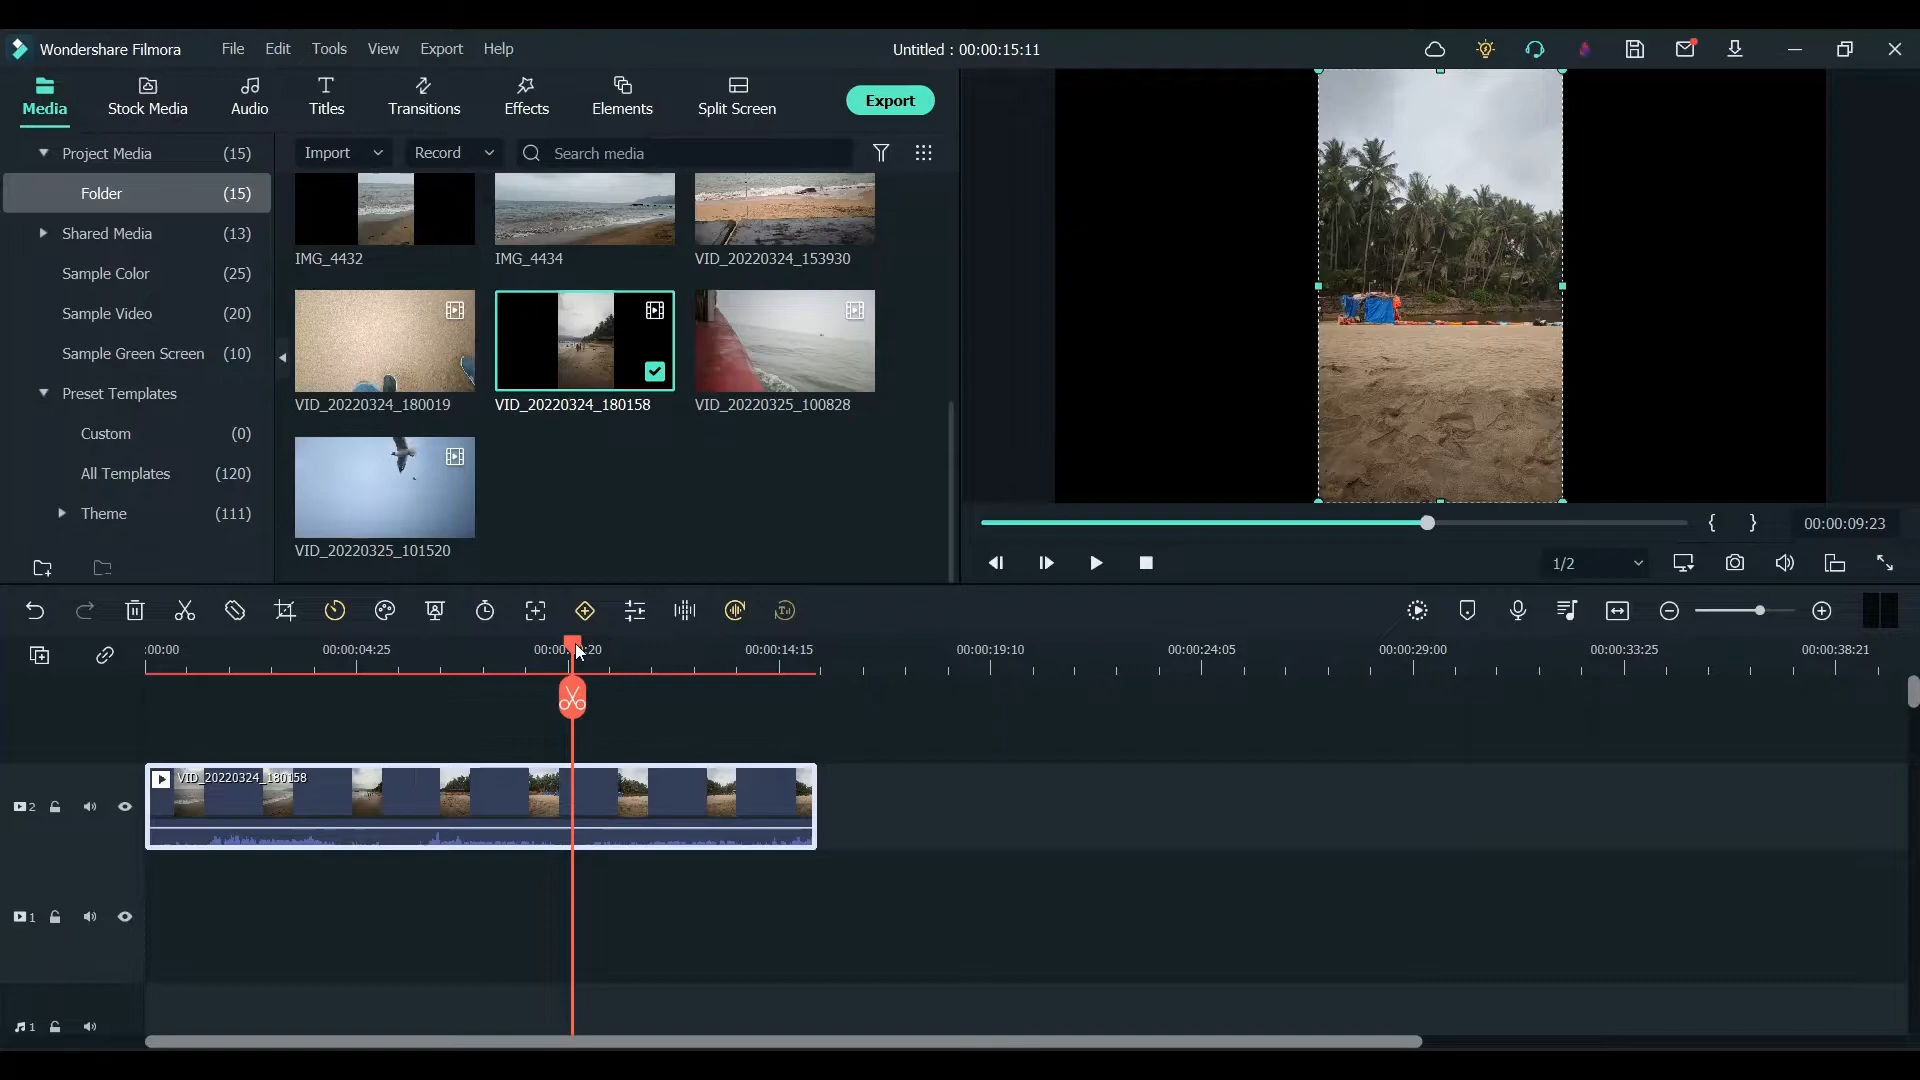 Wondershare Filmora File Edit Tools View Export Help Untitled : 00:00:15:11
Media Stock Media Audio Titles Transitions Effects Elements Split Screen Export
Project Media (15)
Folder (15)
Shared Media (13)
Sample Color (25)
Sample Video (20)
Sample Green Screen (10)
Preset Templates
Custom (0)
All Templates (120)
Theme (111)
Import Record Search media
IMG_4432 IMG_4434 VID_20220324_153930
VID_20220324_180019 VID_20220324_180158 VID_20220325_100828
VID_20220325_101520
{ } 00:00:09:23
1/2
:00:00 00:00:04:25 00:00: :20 00:00:14:15 00:00:19:10 00:00:24:05 00:00:29:00 00:00:33:25 00:00:38:21
VID_20220324_180158
2
1
1